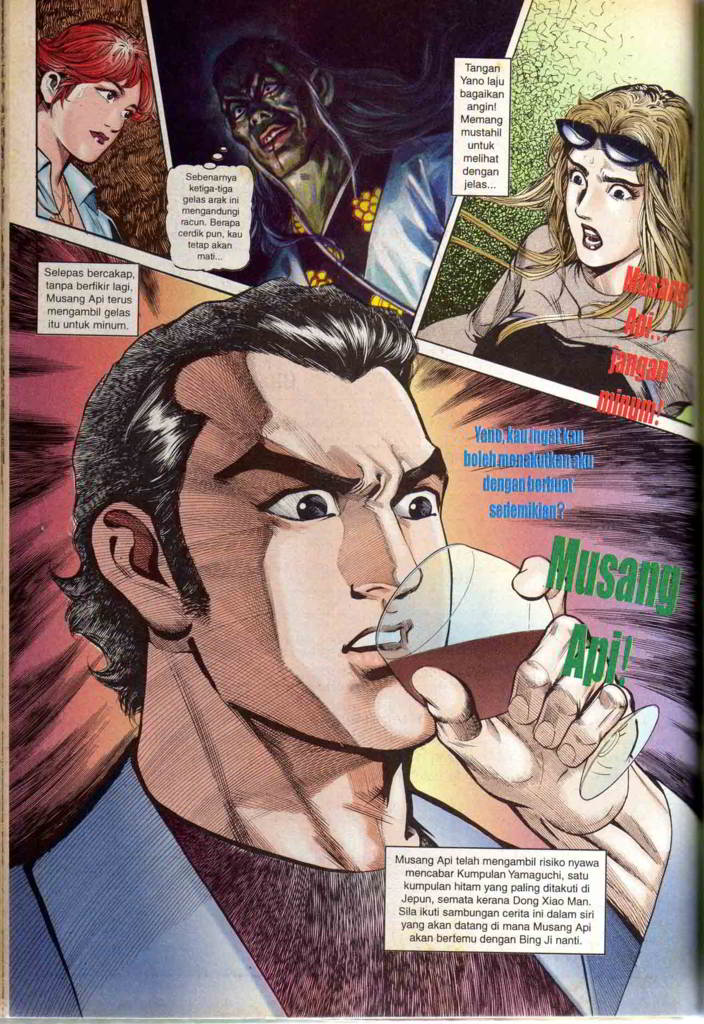 Sebenarnya
ketiga-tiga
gelas arak ini
mengandungi
racun. Berapa
cerdik pun, kau
tetap akan
mati...
Tangan
Yano laju
bagaikan
angin!
Memang
mustahil
untuk
melihat
dengan
jelas...
Musang
Api...
jangan
minum!
Selepas bercakap,
tanpa berfikir lagi,
Musang Api terus
mengambil gelas
itu untuk minum.
Yano, kau ingat kau
boleh menakutkan aku
dengan berbuat
sedemikian?
Musang
Api!
Musang Api telah mengambil risiko nyawa
mencabar Kumpulan Yamaguchi, satu
kumpulan hitam yang paling ditakuti di
Jepun, semata kerana Dong Xiao Man.
Sila ikuti sambungan cerita ini dalam siri
yang akan datang di mana Musang Api
akan bertemu dengan Bing Ji nanti.